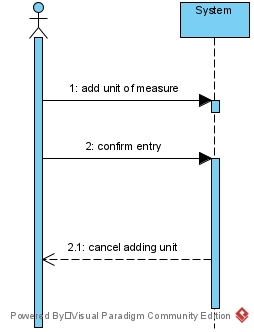 System
1: add unit of measure
2: confirm entry
2.1: cancel adding unit
Powered By Visual Paradigm Community Edition